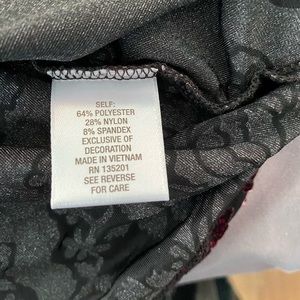 SELF:
64% POLYESTER
28% NYLON
8% SPANDEX
EXCLUSIVE OF
DECORATION
MADE IN VIETNAM
RN 135201
SEE REVERSE
FOR CARE